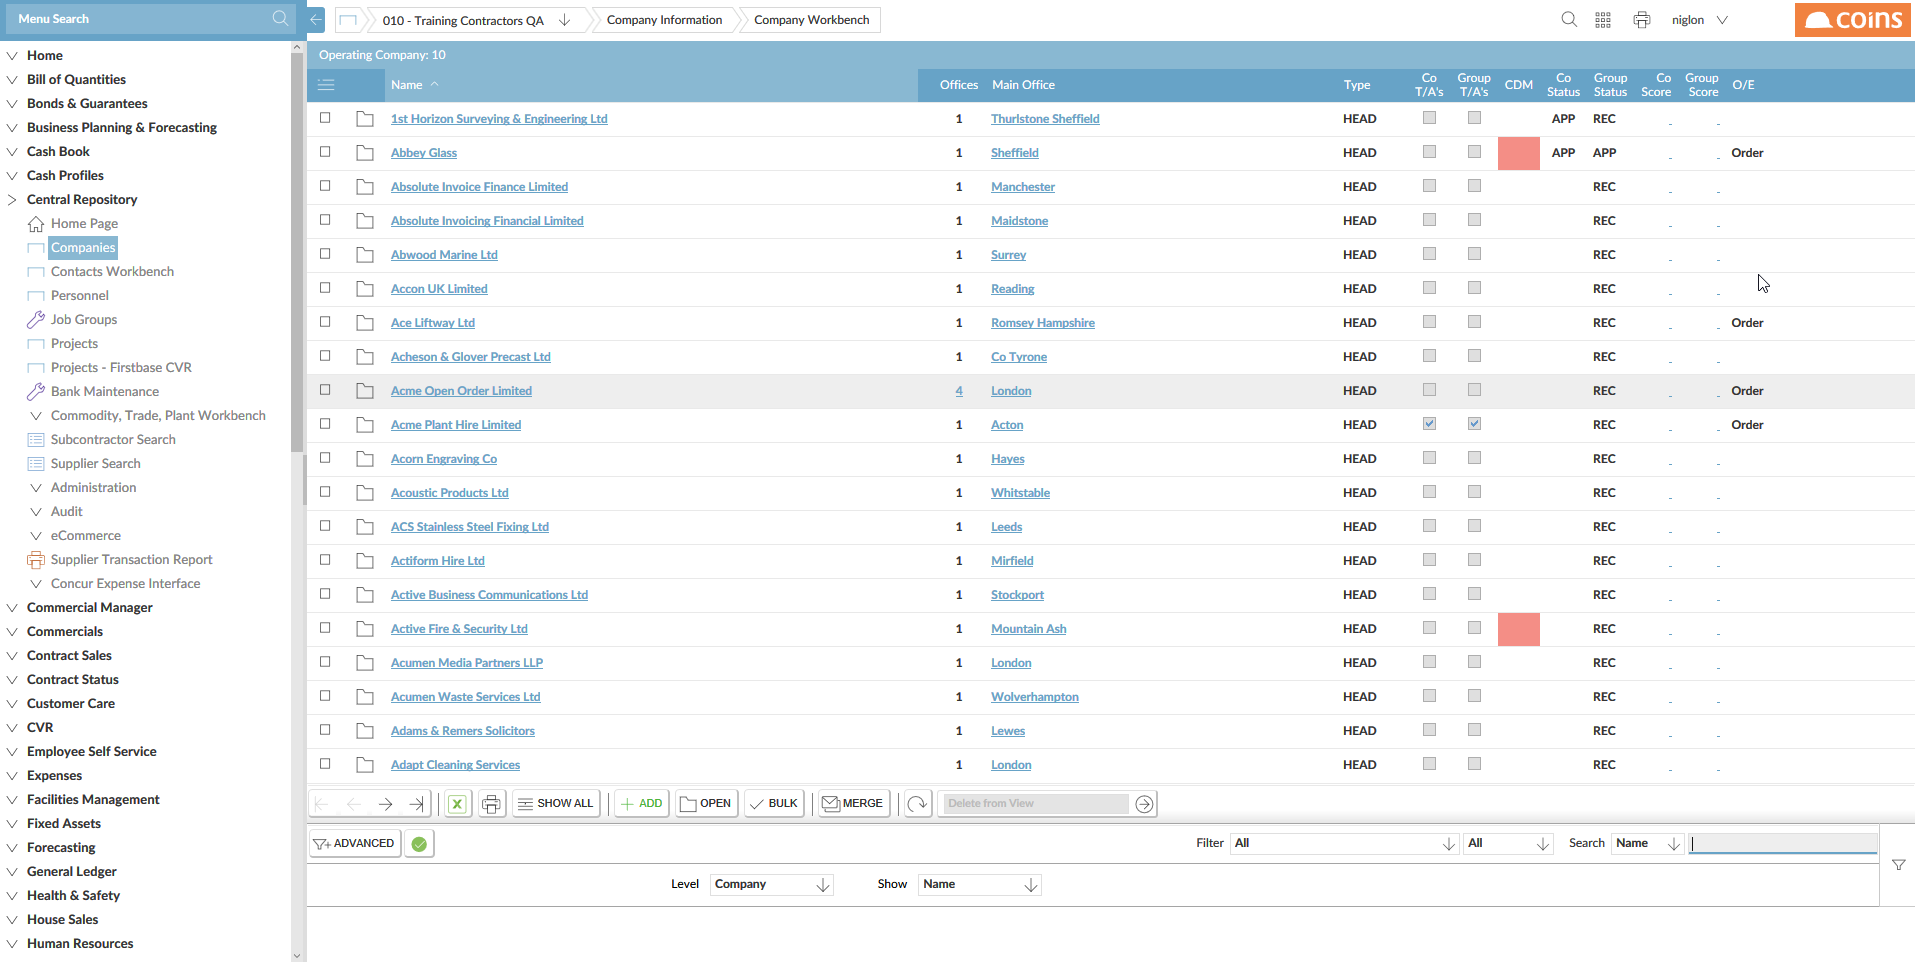 Menu Search
010 - Training Contractors QA
Company Information
Company Workbench
niglon
coins
Home
Bill of Quantities
Bonds & Guarantees
Business Planning & Forecasting
Cash Book
Cash Profiles
Central Repository
Home Page
Companies
Contacts Workbench
Personnel
Job Groups
Projects
Projects - Firstbase CVR
Bank Maintenance
Commodity, Trade, Plant Workbench
Subcontractor Search
Supplier Search
Administration
Audit
eCommerce
Supplier Transaction Report
Concur Expense Interface
Commercial Manager
Commercials
Contract Sales
Contract Status
Customer Care
CVR
Employee Self Service
Expenses
Facilities Management
Fixed Assets
Forecasting
General Ledger
Health & Safety
House Sales
Human Resources
Operating Company: 10
Name Offices Main Office Type Co T/A's Group T/A's CDM Co Status Group Status Co Score Group Score O/E
1st Horizon Surveying & Engineering Ltd 1 Thurlstone Sheffield HEAD APP REC - -
Abbey Glass 1 Sheffield HEAD APP APP - - Order
Absolute Invoice Finance Limited 1 Manchester HEAD REC - -
Absolute Invoicing Financial Limited 1 Maidstone HEAD REC - -
Abwood Marine Ltd 1 Surrey HEAD REC - -
Accon UK Limited 1 Reading HEAD REC - -
Ace Liftway Ltd 1 Romsey Hampshire HEAD REC - - Order
Acheson & Glover Precast Ltd 1 Co Tyrone HEAD REC - -
Acme Open Order Limited 4 London HEAD REC - - Order
Acme Plant Hire Limited 1 Acton HEAD REC - - Order
Acorn Engraving Co 1 Hayes HEAD REC - -
Acoustic Products Ltd 1 Whitstable HEAD REC - -
ACS Stainless Steel Fixing Ltd 1 Leeds HEAD REC - -
Actiform Hire Ltd 1 Mirfield HEAD REC - -
Active Business Communications Ltd 1 Stockport HEAD REC - -
Active Fire & Security Ltd 1 Mountain Ash HEAD REC - -
Acumen Media Partners LLP 1 London HEAD REC - -
Acumen Waste Services Ltd 1 Wolverhampton HEAD REC - -
Adams & Remers Solicitors 1 Lewes HEAD REC - -
Adapt Cleaning Services 1 London HEAD REC - -
SHOW ALL ADD OPEN BULK MERGE Delete from View
ADVANCED Filter All All Search Name
Level Company Show Name